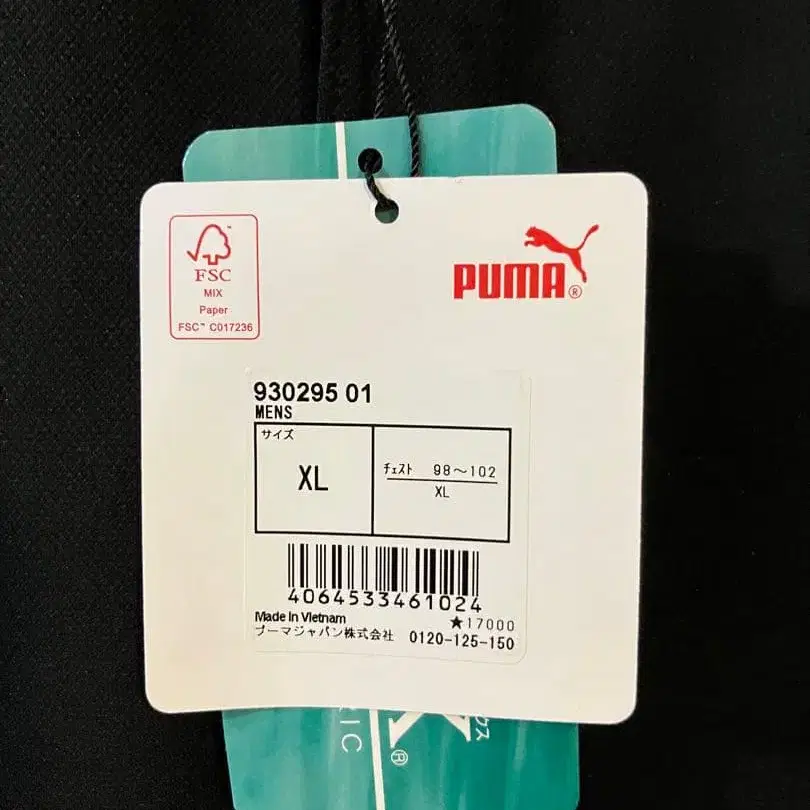 FSC
MIX
Paper
FSC™ C017236
PUMA®
930295 01
MENS
サイズ
XL
チェスト 98〜102
XL
4064533461024
Made in Vietnam
★17000
プーマジャパン株式会社 0120-125-150
®